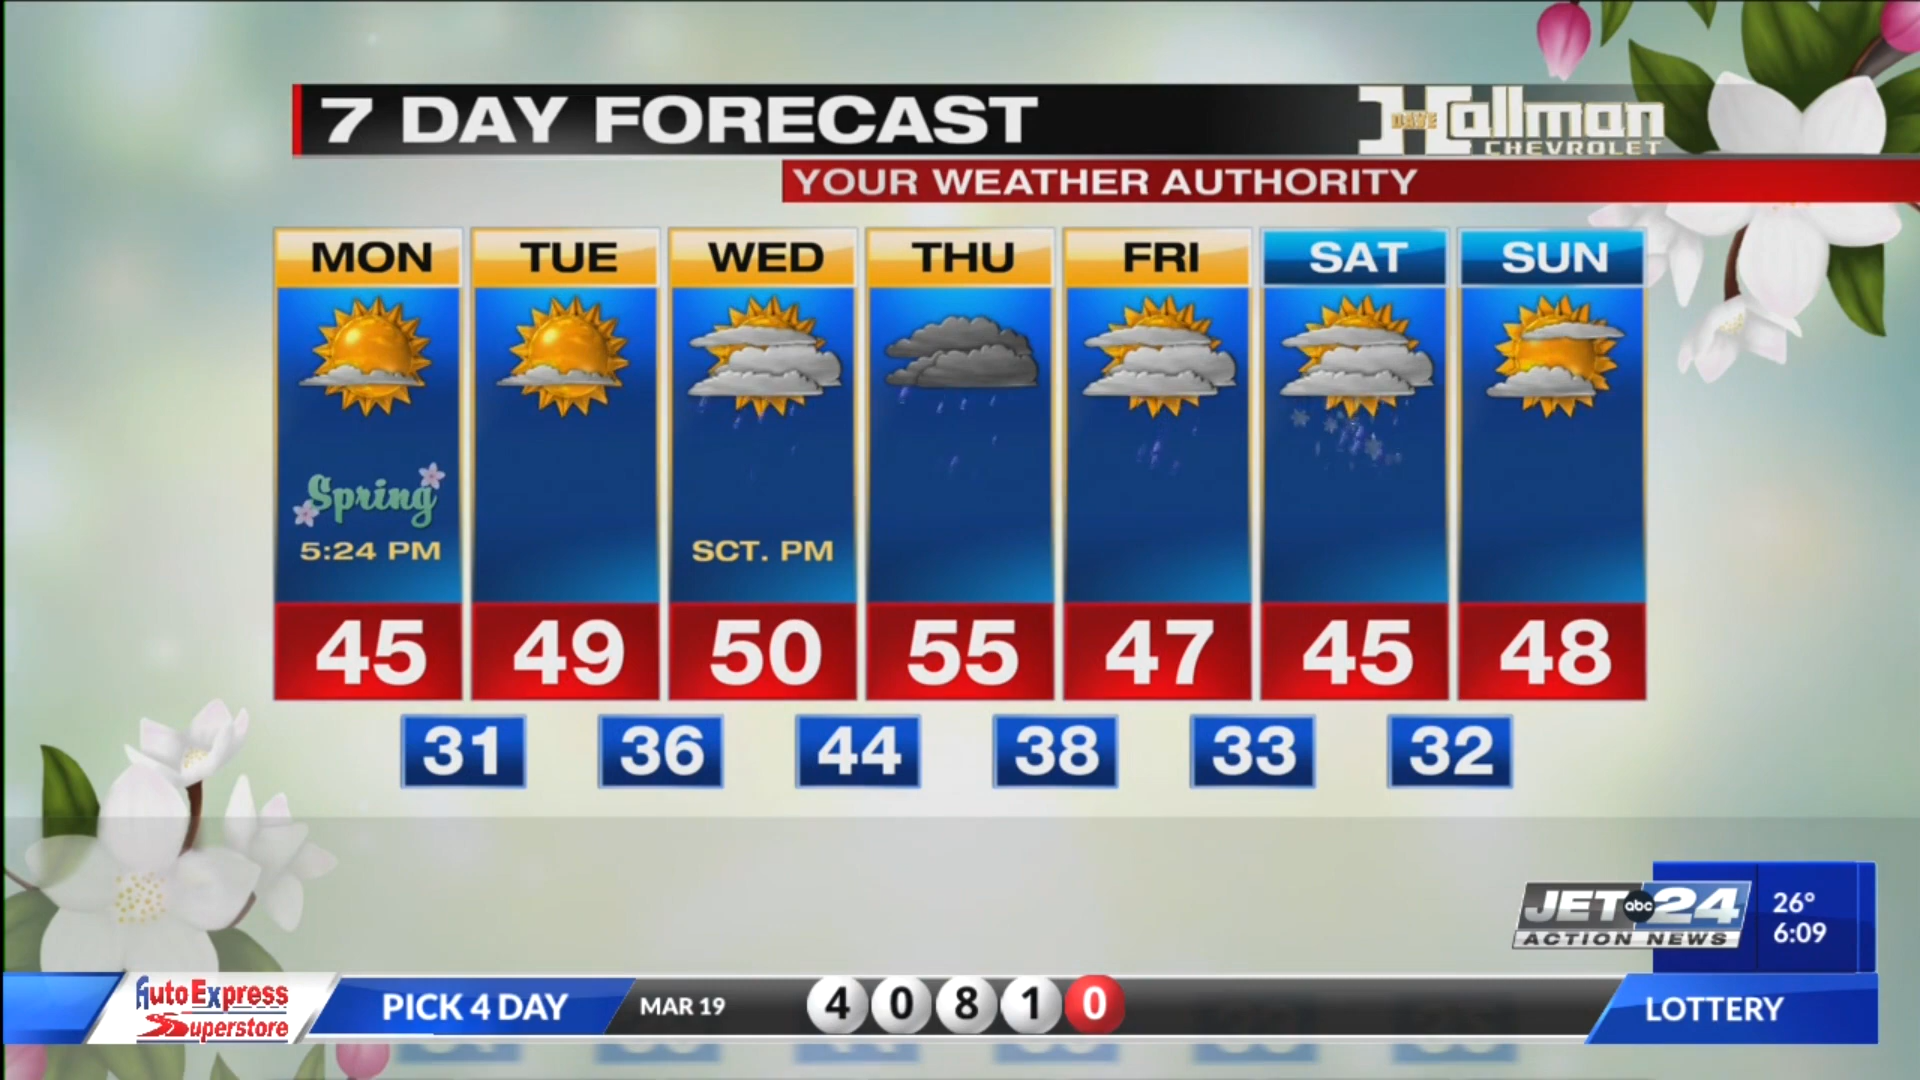 7 DAY FORECAST
DAVE Hallman
CHEVROLET
YOUR WEATHER AUTHORITY
MON TUE WED THU FRI SAT SUN
Spring
5:24 PM SCT. PM
45 49 50 55 47 45 48
31 36 44 38 33 32
JET abc 24
ACTION NEWS
26°
6:09
AutoExpress
Superstore
PICK 4 DAY MAR 19 4 0 8 1 0 LOTTERY